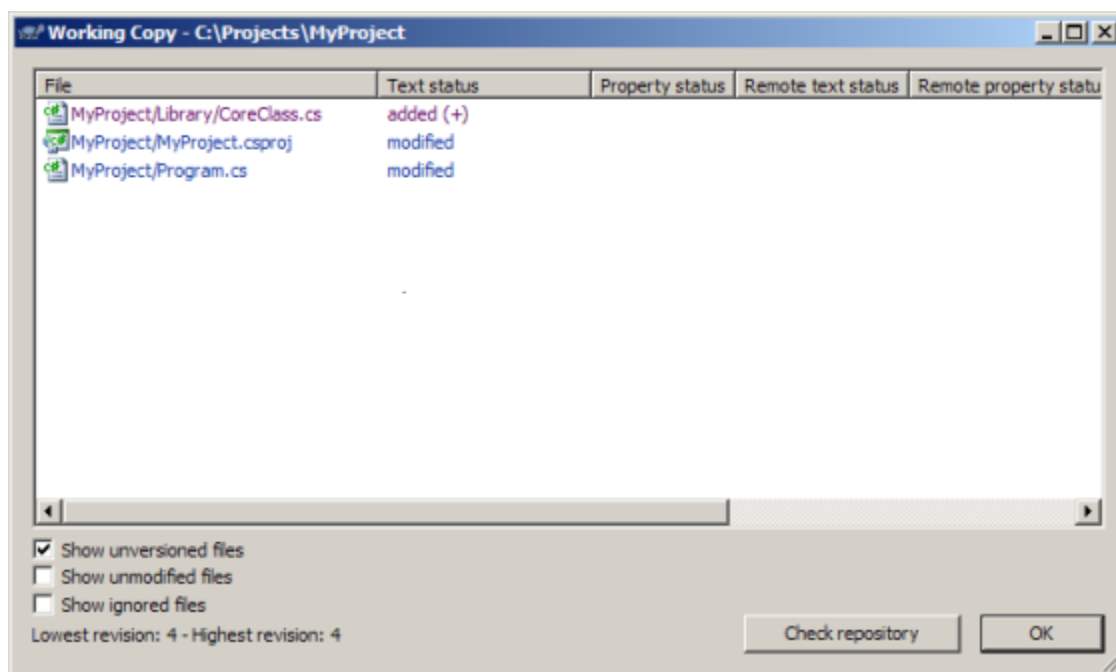 Working Copy - C:\Projects\MyProject
File Text status Property status Remote text status Remote property statu
MyProject/Library/CoreClass.cs added (+)
MyProject/MyProject.csproj modified
MyProject/Program.cs modified
Show unversioned files
Show unmodified files
Show ignored files
Lowest revision: 4 - Highest revision: 4 Check repository OK